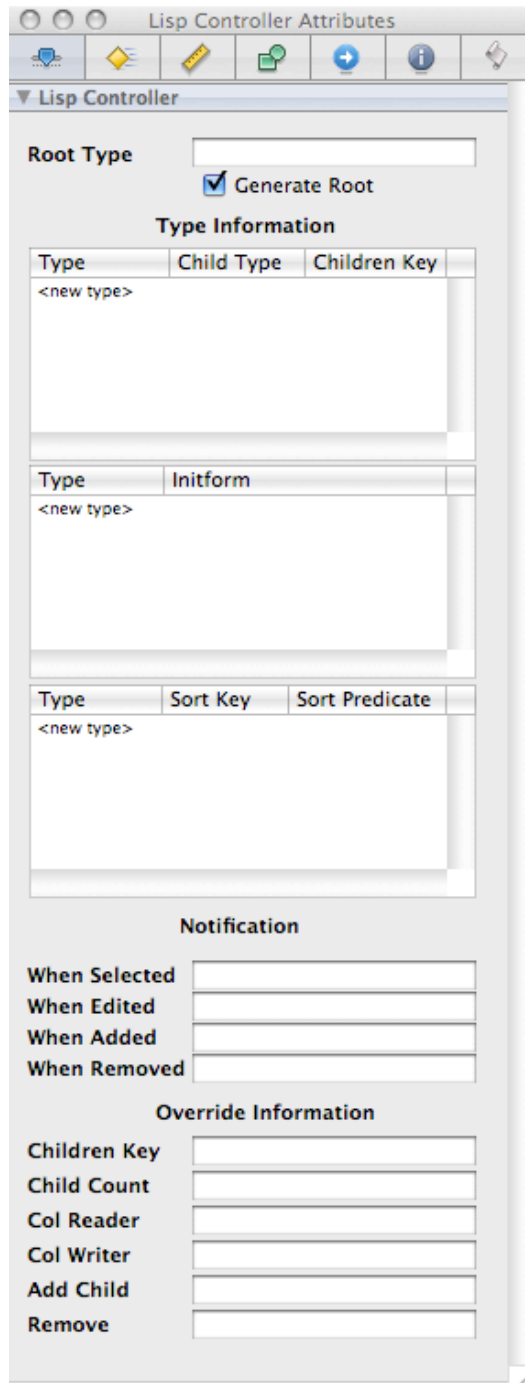 Lisp Controller Attributes
Lisp Controller
Root Type
Generate Root
Type Information
Type Child Type Children Key
<new type>
Type Initform
<new type>
Type Sort Key Sort Predicate
<new type>
Notification
When Selected
When Edited
When Added
When Removed
Override Information
Children Key
Child Count
Col Reader
Col Writer
Add Child
Remove